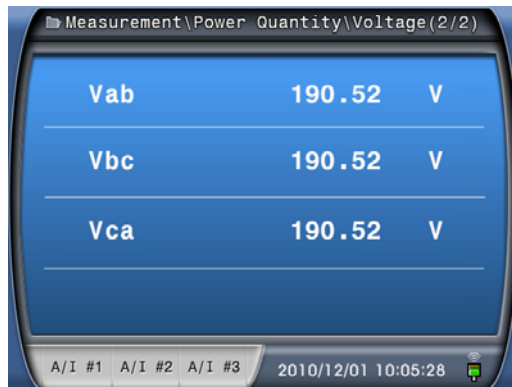 Measurement\Power Quantity\Voltage(2/2)
Vab 190.52 V
Vbc 190.52 V
Vca 190.52 V
A/I #1 A/I #2 A/I #3 2010/12/01 10:05:28